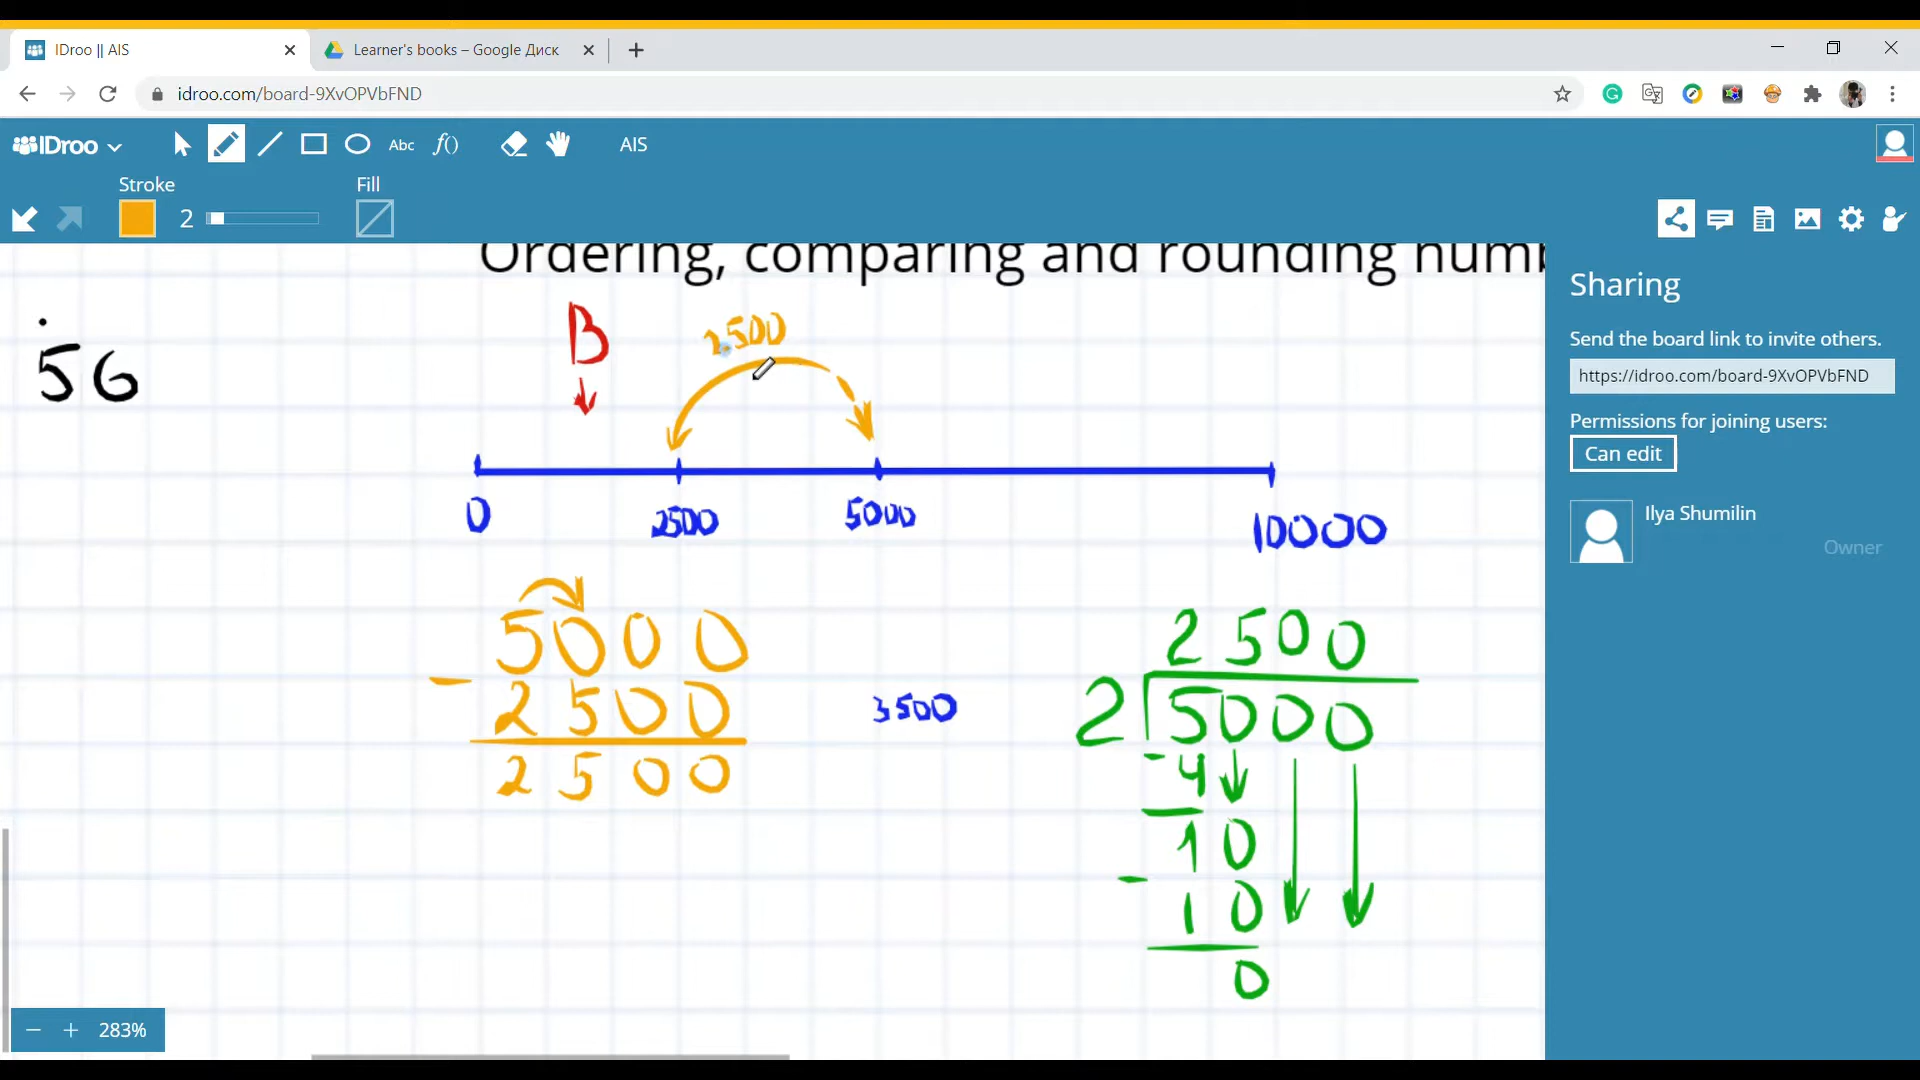 IDroo || AIS
Learner's books – Google Диск
idroo.com/board-9XvOPVbFND
IDroo
Abc
f()
AIS
Stroke
Fill
2
Ordering, comparing and rounding num
Sharing
Send the board link to invite others.
https://idroo.com/board-9XvOPVbFND
Permissions for joining users:
Can edit
Ilya Shumilin
Owner
56
B
2500
0
2500
5000
10000
5000
- 2500
2500
3500
2500
2 5000
- 4
10
- 10
0
283%